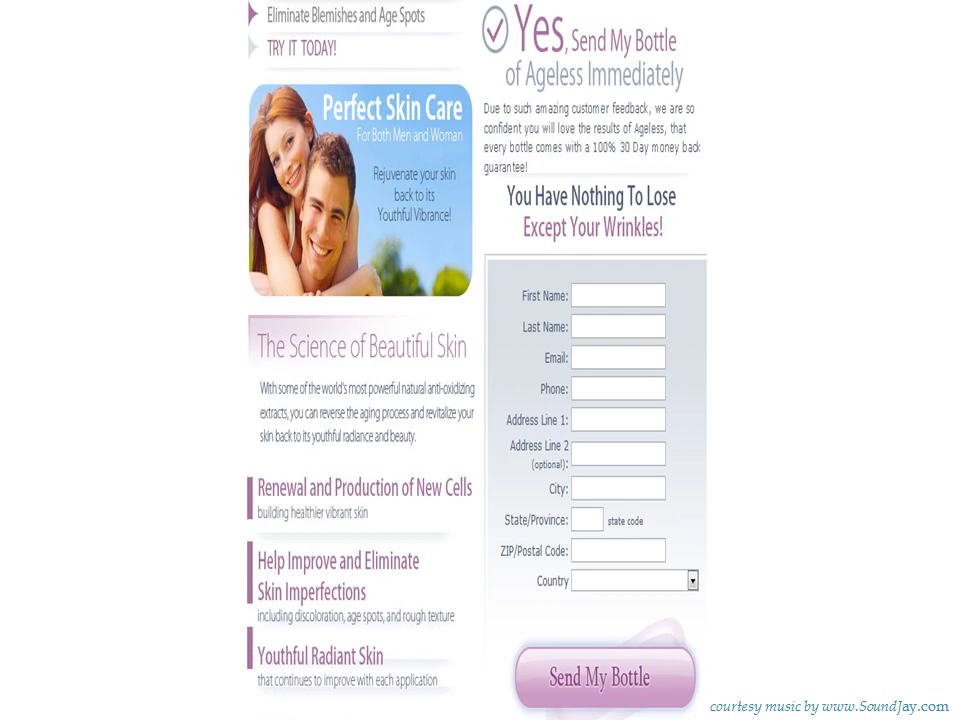 Eliminate Blemishes and Age Spots
TRY IT TODAY!
Perfect Skin Care
For Both Men and Woman
Rejuvenate your skin
back to its
Youthful Vibrance!
The Science of Beautiful Skin
With some of the world's most powerful natural anti-oxidizing
extracts, you can reverse the aging process and revitalize your
skin back to its youthful radiance and beauty.
Renewal and Production of New Cells
building healthier vibrant skin
Help Improve and Eliminate
Skin Imperfections
including discoloration, age spots, and rough texture
Youthful Radiant Skin
that continues to improve with each application
Yes, Send My Bottle
of Ageless Immediately
Due to such amazing customer feedback, we are so
confident you will love the results of Ageless, that
every bottle comes with a 100% 30 Day money back
guarantee!
You Have Nothing To Lose
Except Your Wrinkles!
First Name:
Last Name:
Email:
Phone:
Address Line 1:
Address Line 2
(optional):
City:
State/Province: state code
ZIP/Postal Code:
Country
Send My Bottle
courtesy music by www.SoundJay.com